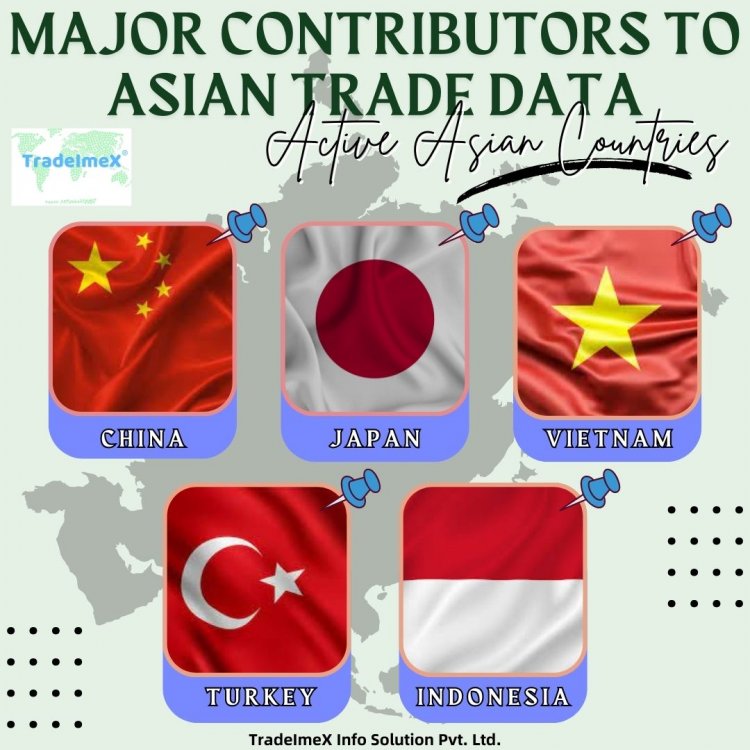 MAJOR CONTRIBUTORS TO
ASIAN TRADE DATA
Active Asian Countries
TradeImeX®
CHINA
JAPAN
VIETNAM
TURKEY
INDONESIA
TradeImeX Info Solution Pvt. Ltd.